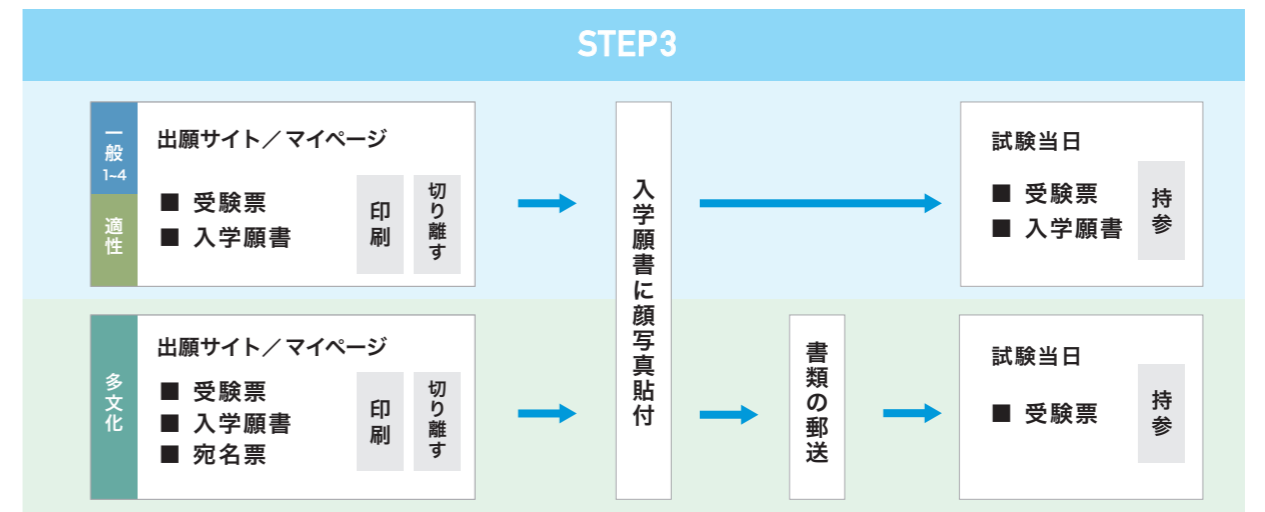 STEP3
一般
1~4
適性
出願サイト／マイページ
■ 受験票
■ 入学願書
印刷
切り離す
入学願書に顔写真貼付
試験当日
■ 受験票
■ 入学願書
持参
多文化
出願サイト／マイページ
■ 受験票
■ 入学願書
■ 宛名票
印刷
切り離す
書類の郵送
試験当日
■ 受験票
持参